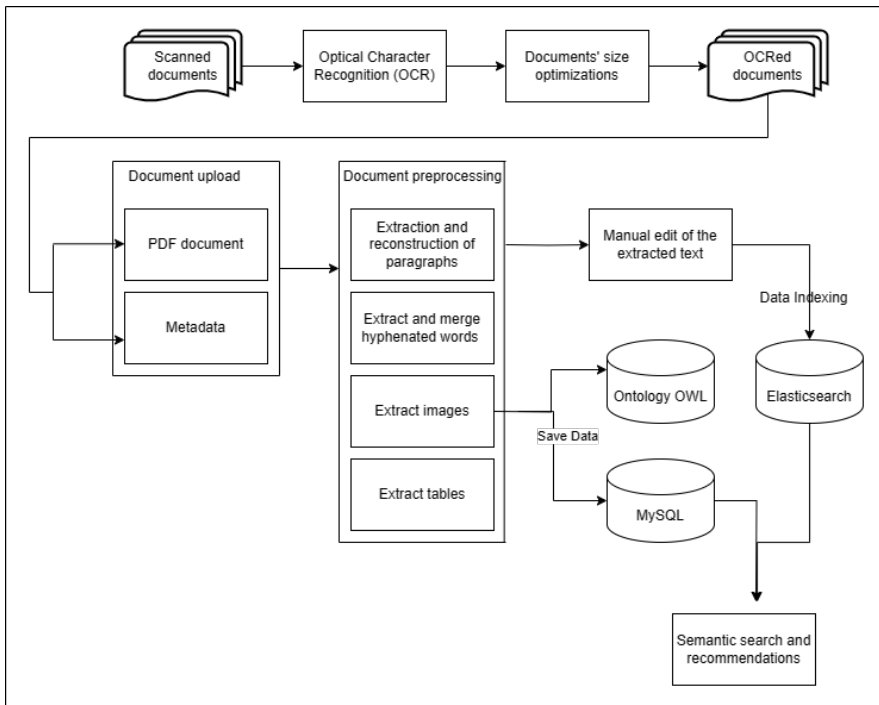 Scanned
documents
Optical Character
Recognition (OCR)
Documents' size
optimizations
OCRed
documents
Document upload
PDF document
Metadata
Document preprocessing
Extraction and
reconstruction of
paragraphs
Extract and merge
hyphenated words
Extract images
Extract tables
Manual edit of the
extracted text
Data Indexing
Ontology OWL
Elasticsearch
Save Data
MySQL
Semantic search and
recommendations